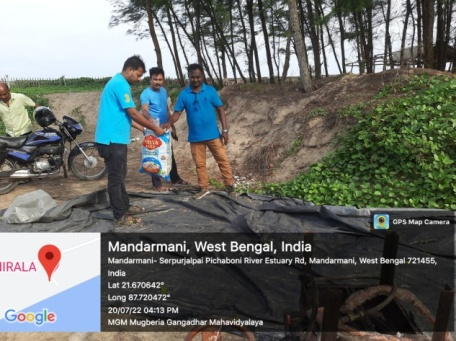 GPS Map Camera
Mandarmani, West Bengal, India
Mandarmani- Serpurjalpai Pichaboni River Estuary Rd, Mandarmani, West Bengal 721455,
India
Lat 21.670642°
Long 87.720472°
20/07/22 04:13 PM
MGM Mugberia Gangadhar Mahavidyalaya
HIRALA
Google